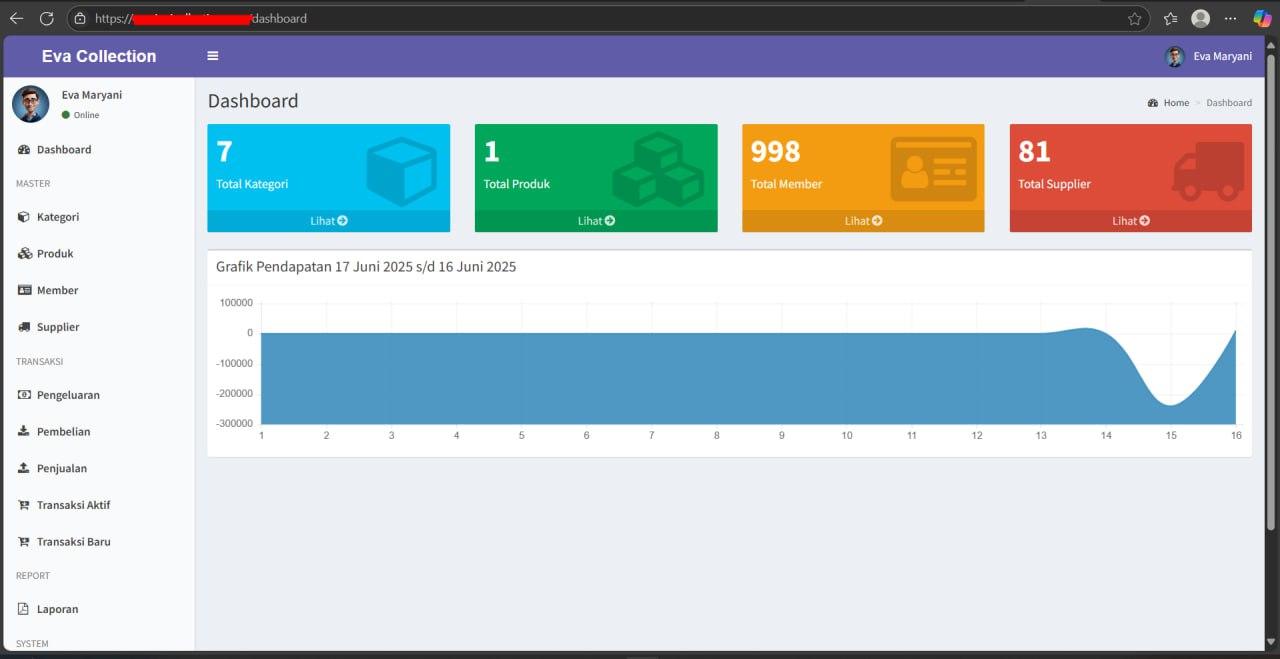 https://
/dashboard
Eva Collection
Eva Maryani
Eva Maryani
Online
Dashboard
MASTER
Kategori
Produk
Member
Supplier
TRANSAKSI
Pengeluaran
Pembelian
Penjualan
Transaksi Aktif
Transaksi Baru
REPORT
Laporan
SYSTEM
Dashboard
Home > Dashboard
7
Total Kategori
Lihat
1
Total Produk
Lihat
998
Total Member
Lihat
81
Total Supplier
Lihat
Grafik Pendapatan 17 Juni 2025 s/d 16 Juni 2025
100000
0
-100000
-200000
-300000
1 2 3 4 5 6 7 8 9 10 11 12 13 14 15 16